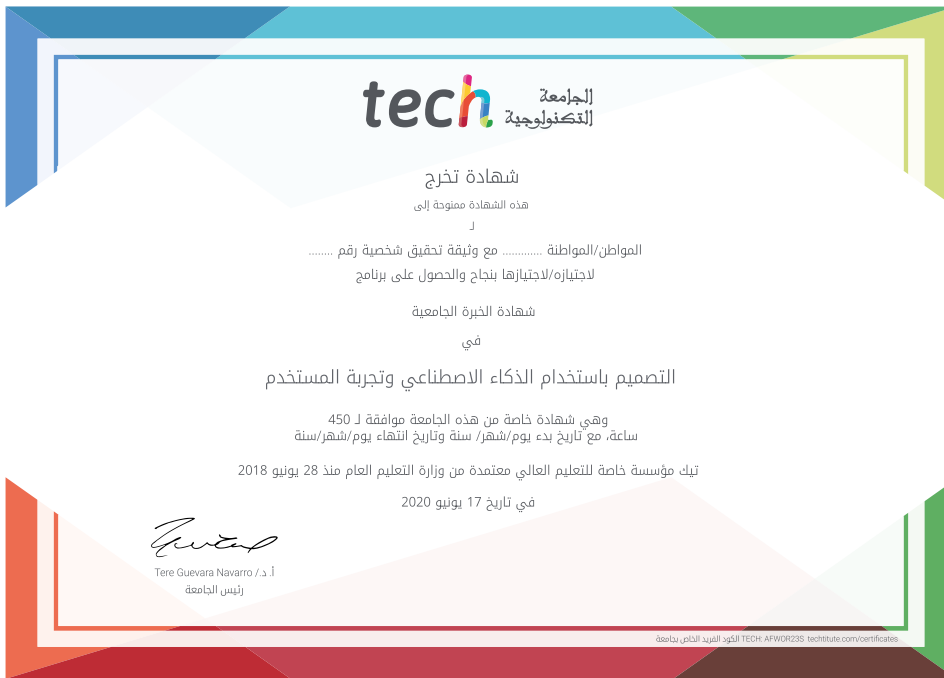 tech الجامعة
التكنولوجية
شهادة تخرج
هذه الشهادة ممنوحة إلى
لـ
المواطن/المواطنة ............ مع وثيقة تحقيق شخصية رقم ........
لاجتيازه/لاجتيازها بنجاح والحصول على برنامج
شهادة الخبرة الجامعية
في
التصميم باستخدام الذكاء الاصطناعي وتجربة المستخدم
وهي شهادة خاصة من هذه الجامعة موافقة لـ 450
ساعة، مع تاريخ بدء يوم/شهر/ سنة وتاريخ انتهاء يوم/شهر/سنة
تيك مؤسسة خاصة للتعليم العالي معتمدة من وزارة التعليم العام منذ 28 يونيو 2018
في تاريخ 17 يونيو 2020
أ. د./ Tere Guevara Navarro
رئيس الجامعة
الكود الفريد الخاص بجامعة TECH: AFWOR23S techtitute.com/certificates